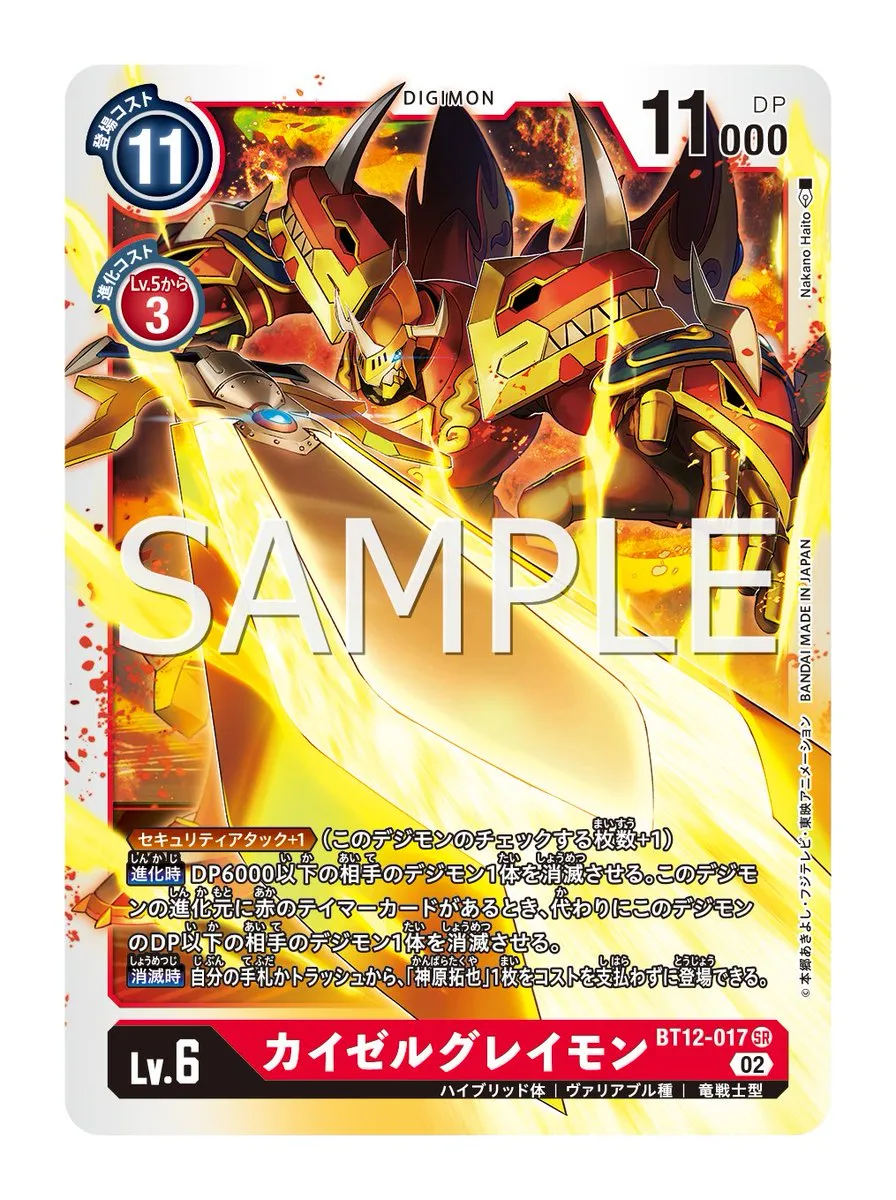 DIGIMON
登場コスト
11
11000
DP
進化コスト
Lv.5から
3
Nakano Haito
SAMPLE
BANDAI MADE IN JAPAN
©本郷あきよし・フジテレビ・東映アニメーション
セキュリティアタック+1 (このデジモンのチェックする枚数+1)
進化時 DP6000以下の相手のデジモン1体を消滅させる。このデジモ
ンの進化元に赤のテイマーカードがあるとき、代わりにこのデジモン
のDP以下の相手のデジモン1体を消滅させる。
消滅時 自分の手札かトラッシュから、「神原拓也」1枚をコストを支払わずに登場できる。
Lv.6
カイゼルグレイモン
BT12-017 SR
02
ハイブリッド体 | ヴァリアブル種 | 竜戦士型